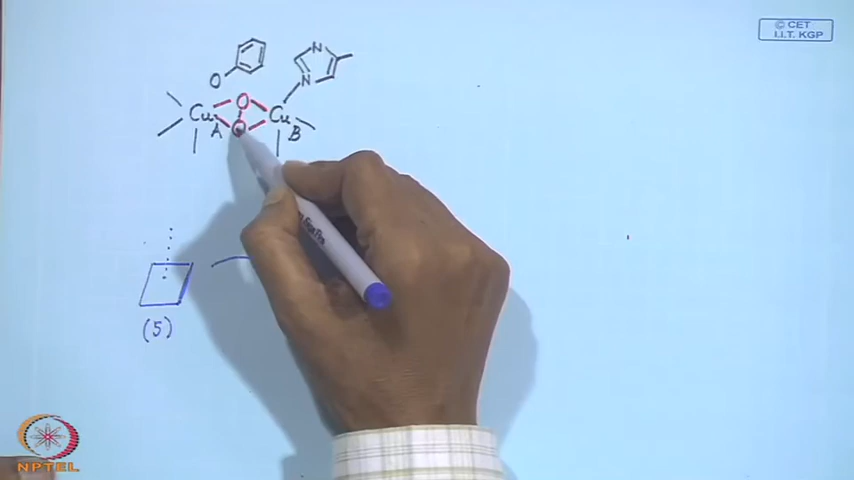 © CET
I.I.T. KGP
N
O
N
Cu O Cu
A O B
(5)
NPTEL